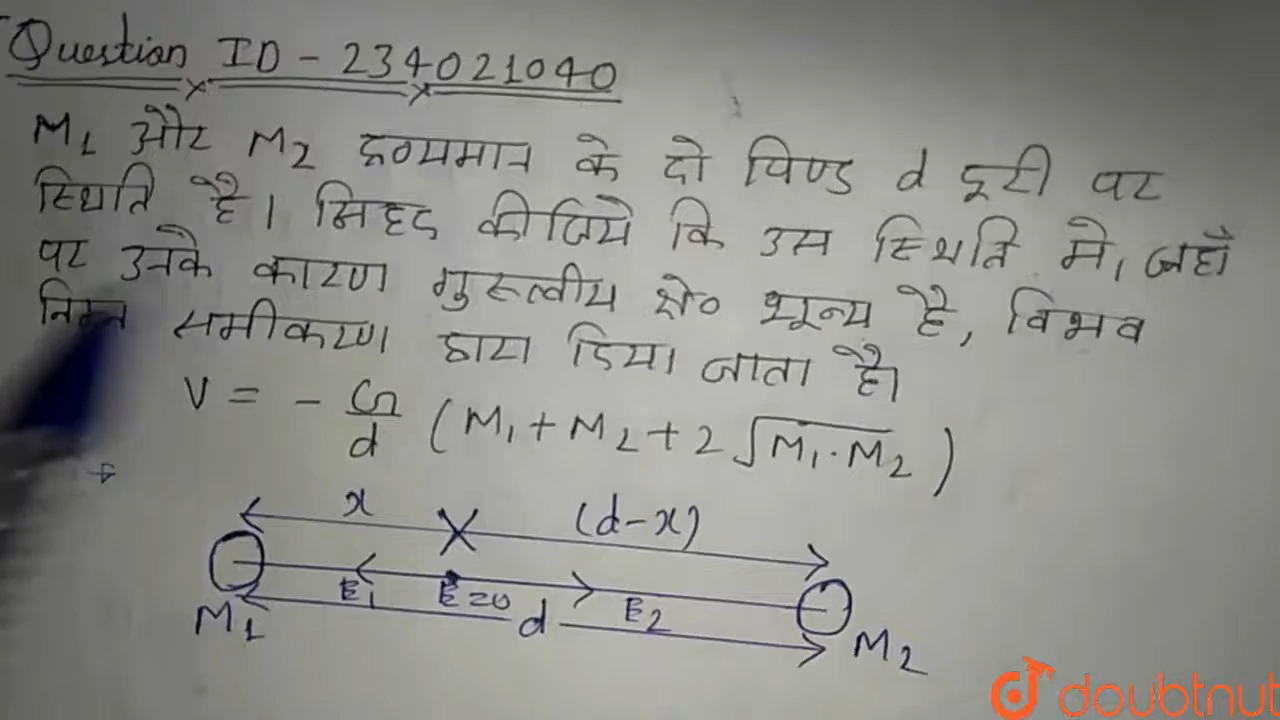 Question ID - 234021040
M1 और M2 द्रव्यमान के दो पिण्ड d दूरी पर
स्थिति है। सिद्ध कीजिये कि उस स्थिति मे, जहाँ
पर उनके कारण गुरूत्वीय क्षे० शून्य है, विभव
निम्न समीकरण द्वारा दिया जाता है।
V = - G/d (M1 + M2 + 2√M1.M2)
x (d-x)
E1 E=0 E2
M1 d M2
doubtnut